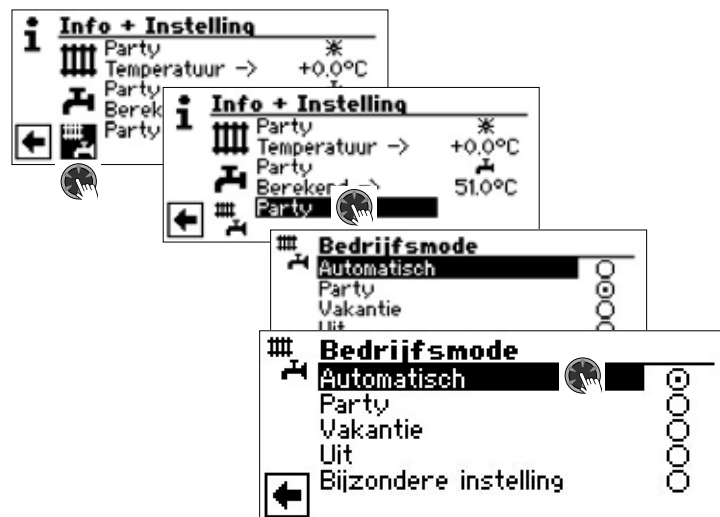 Info + Instelling
Party
Temperatuur -> +0.0°C
Party
Berek
Party
Info + Instelling
Party
Temperatuur -> +0.0°C
Party
Berekend -> 51.0°C
Party
Bedrijfsmode
Automatisch
Party
Vakantie
Uit
Bedrijfsmode
Automatisch
Party
Vakantie
Uit
Bijzondere instelling